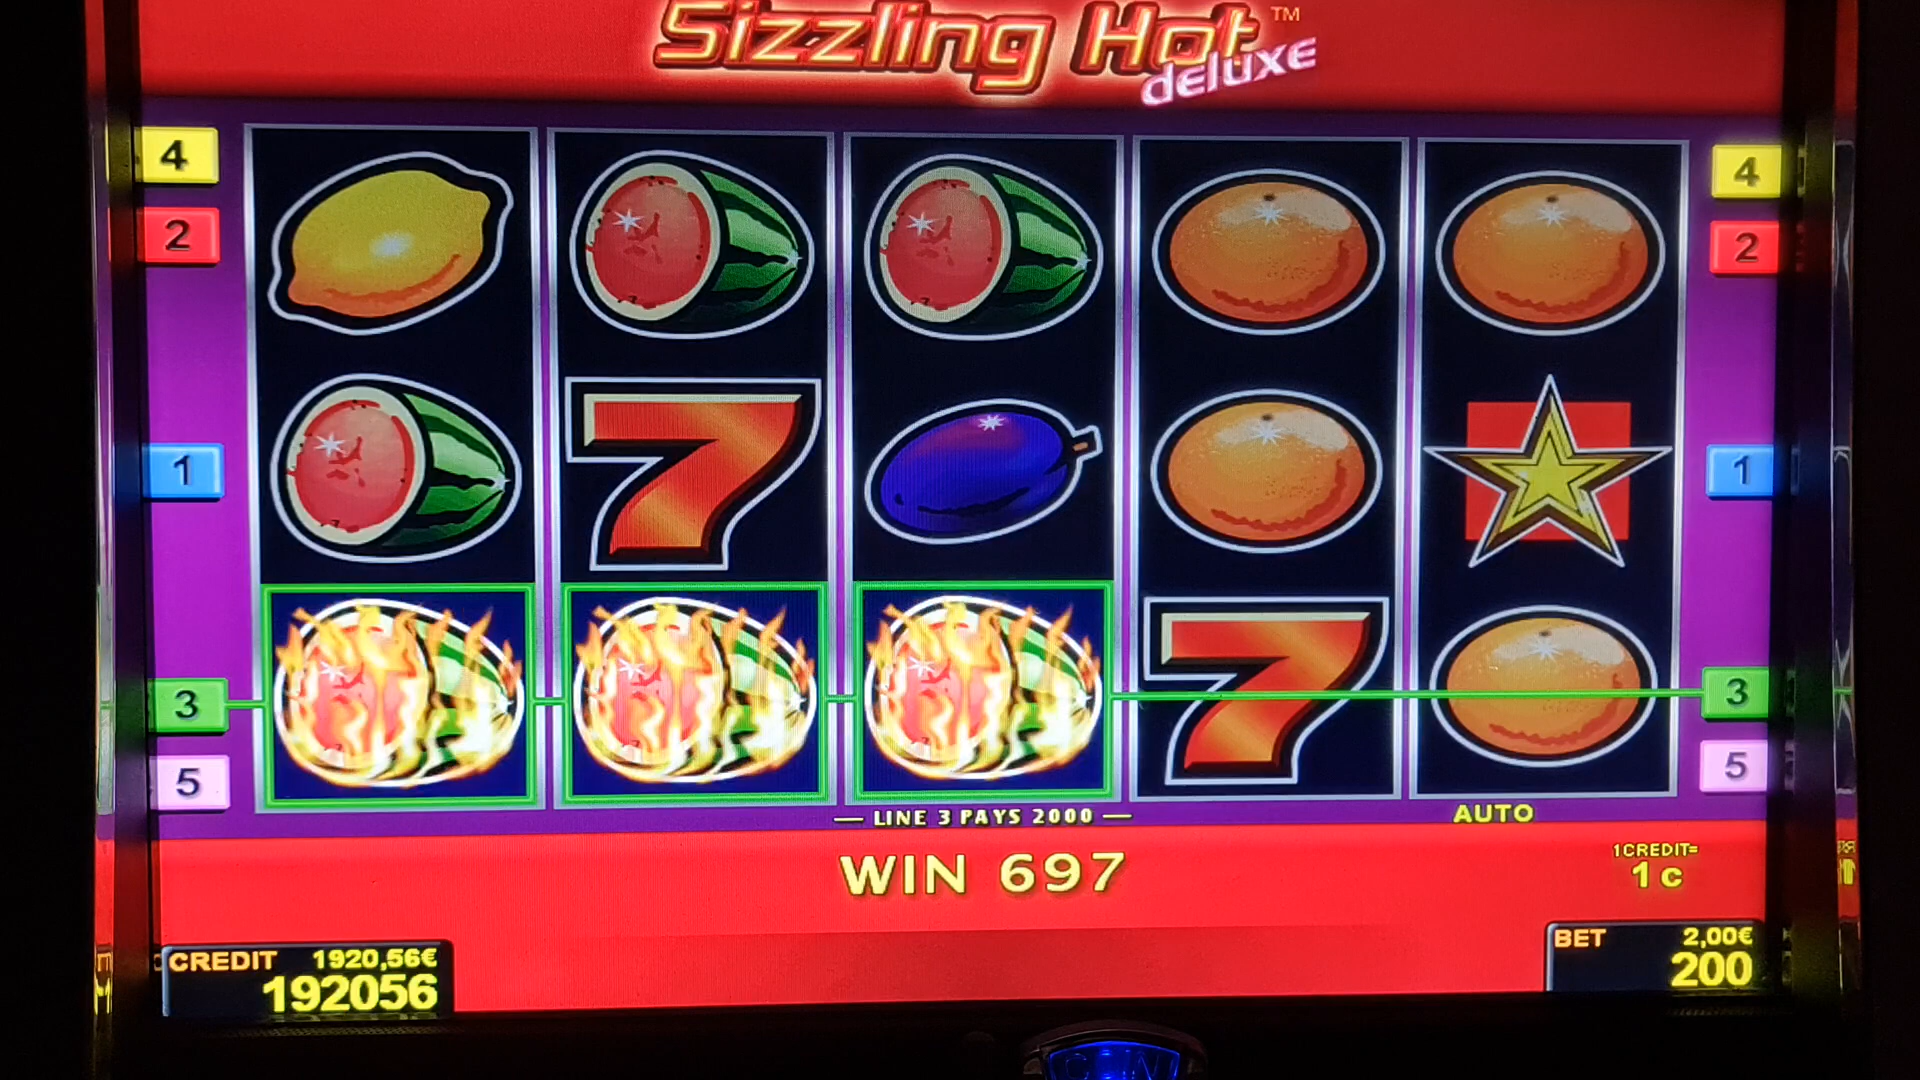 Sizzling Hot™
deluxe
4
4
2
2
1
1
3
3
5
5
LINE 3 PAYS 2000
AUTO
WIN 697
1CREDIT=
1 c
CREDIT 1920,56€
192056
BET 2,00€
200